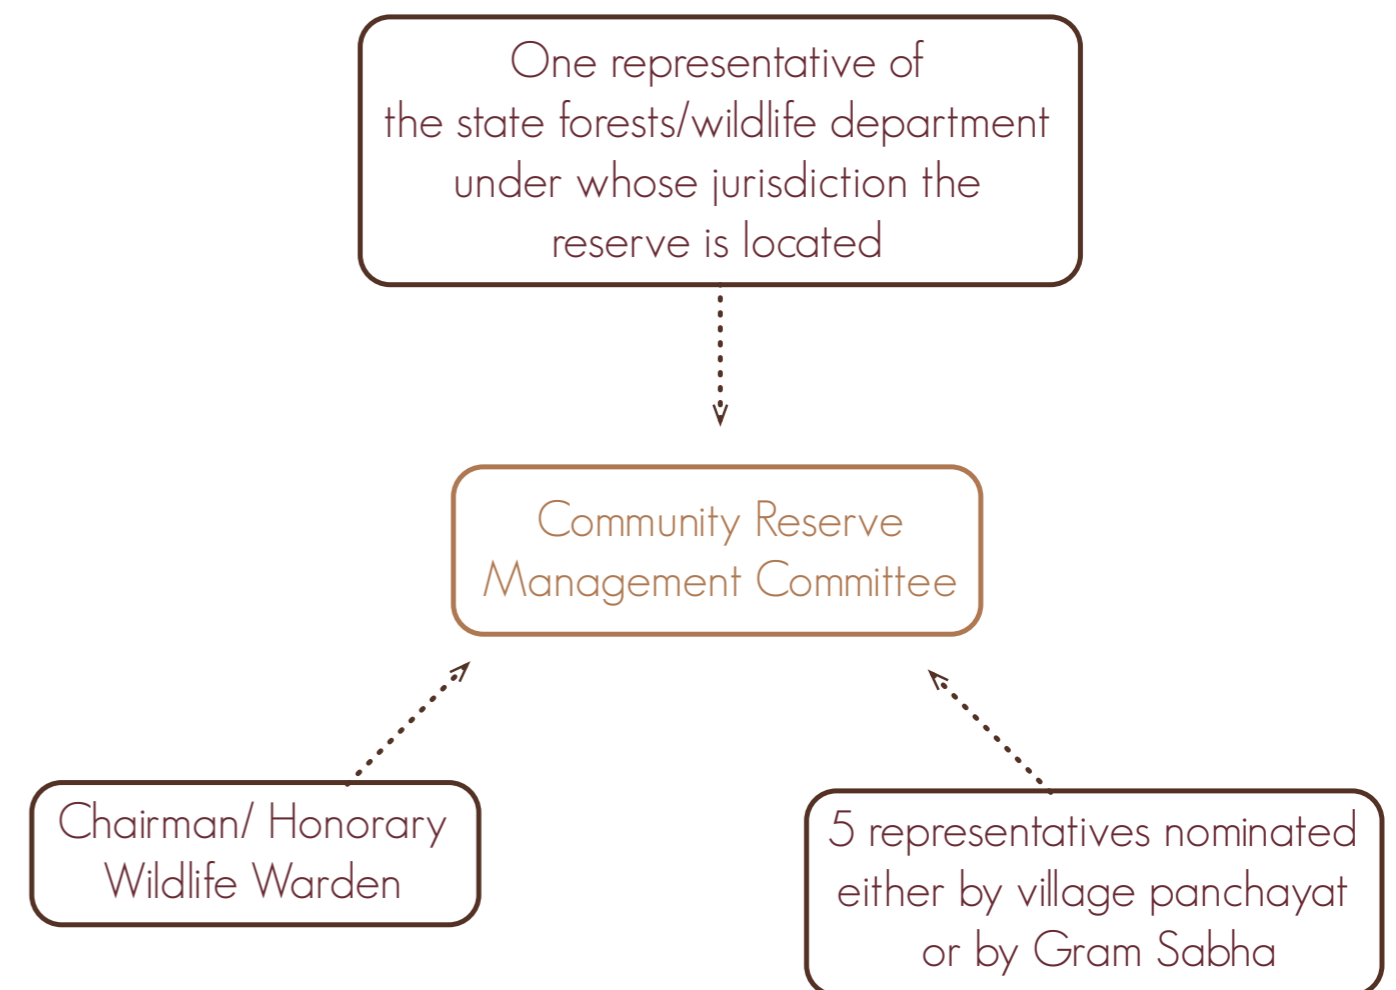 One representative of
the state forests/wildlife department
under whose jurisdiction the
reserve is located
Community Reserve
Management Committee
Chairman/ Honorary
Wildlife Warden
5 representatives nominated
either by village panchayat
or by Gram Sabha